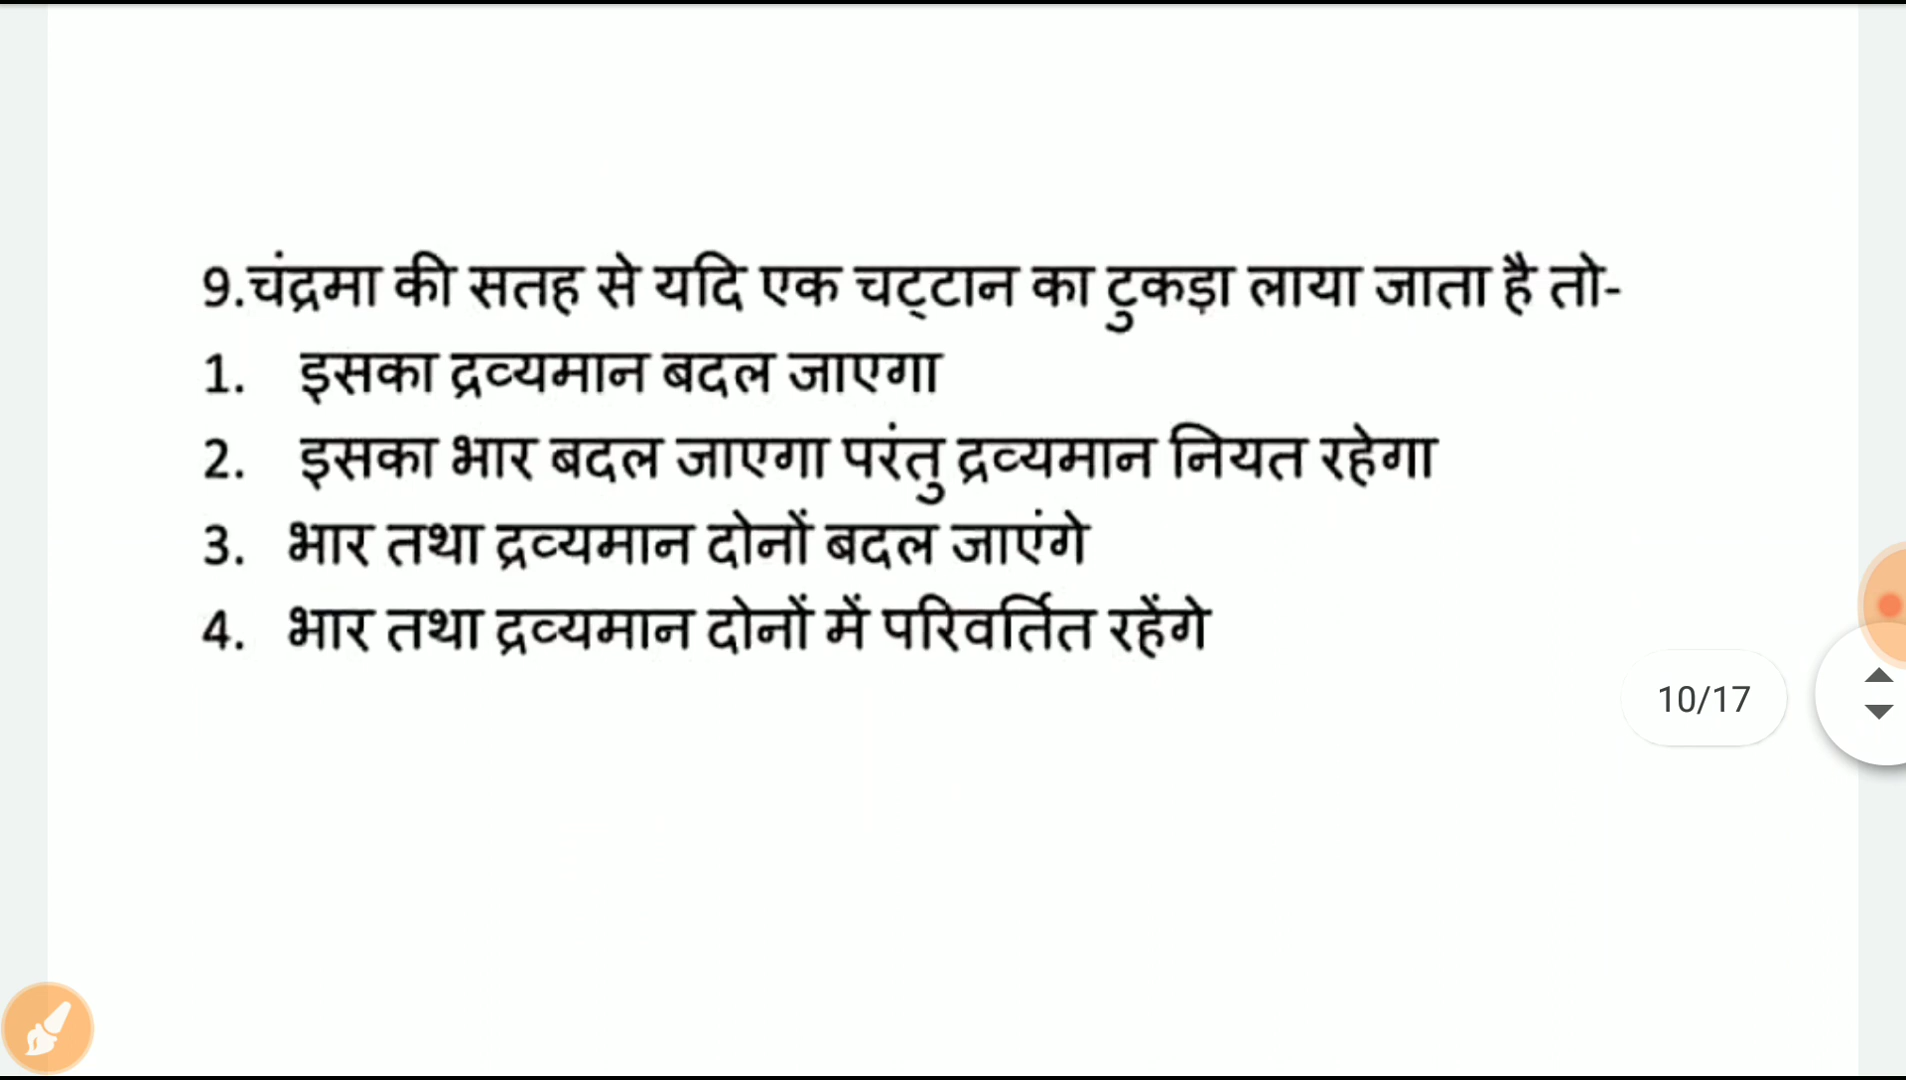 9.चंद्रमा की सतह से यदि एक चट्टान का टुकड़ा लाया जाता है तो-
1. इसका द्रव्यमान बदल जाएगा
2. इसका भार बदल जाएगा परंतु द्रव्यमान नियत रहेगा
3. भार तथा द्रव्यमान दोनों बदल जाएंगे
4. भार तथा द्रव्यमान दोनों में परिवर्तित रहेंगे
10/17